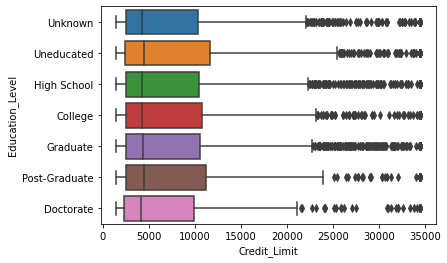 Education_Level
Unknown
Uneducated
High School
College
Graduate
Post-Graduate
Doctorate
0 5000 10000 15000 20000 25000 30000 35000
Credit_Limit